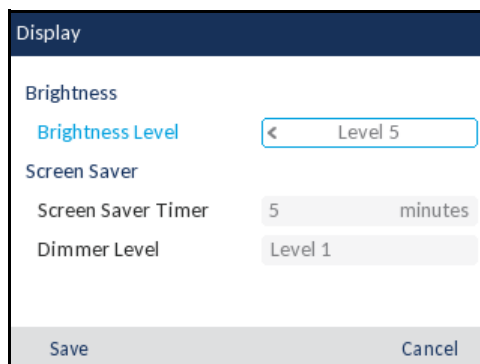 Display
Brightness
Brightness Level < Level 5
Screen Saver
Screen Saver Timer 5 minutes
Dimmer Level Level 1
Save Cancel